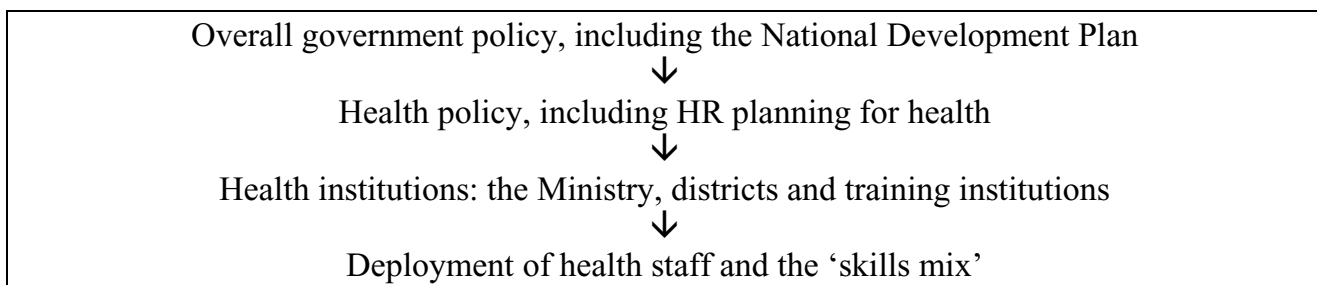 Overall government policy, including the National Development Plan
↓
Health policy, including HR planning for health
↓
Health institutions: the Ministry, districts and training institutions
↓
Deployment of health staff and the ‘skills mix’